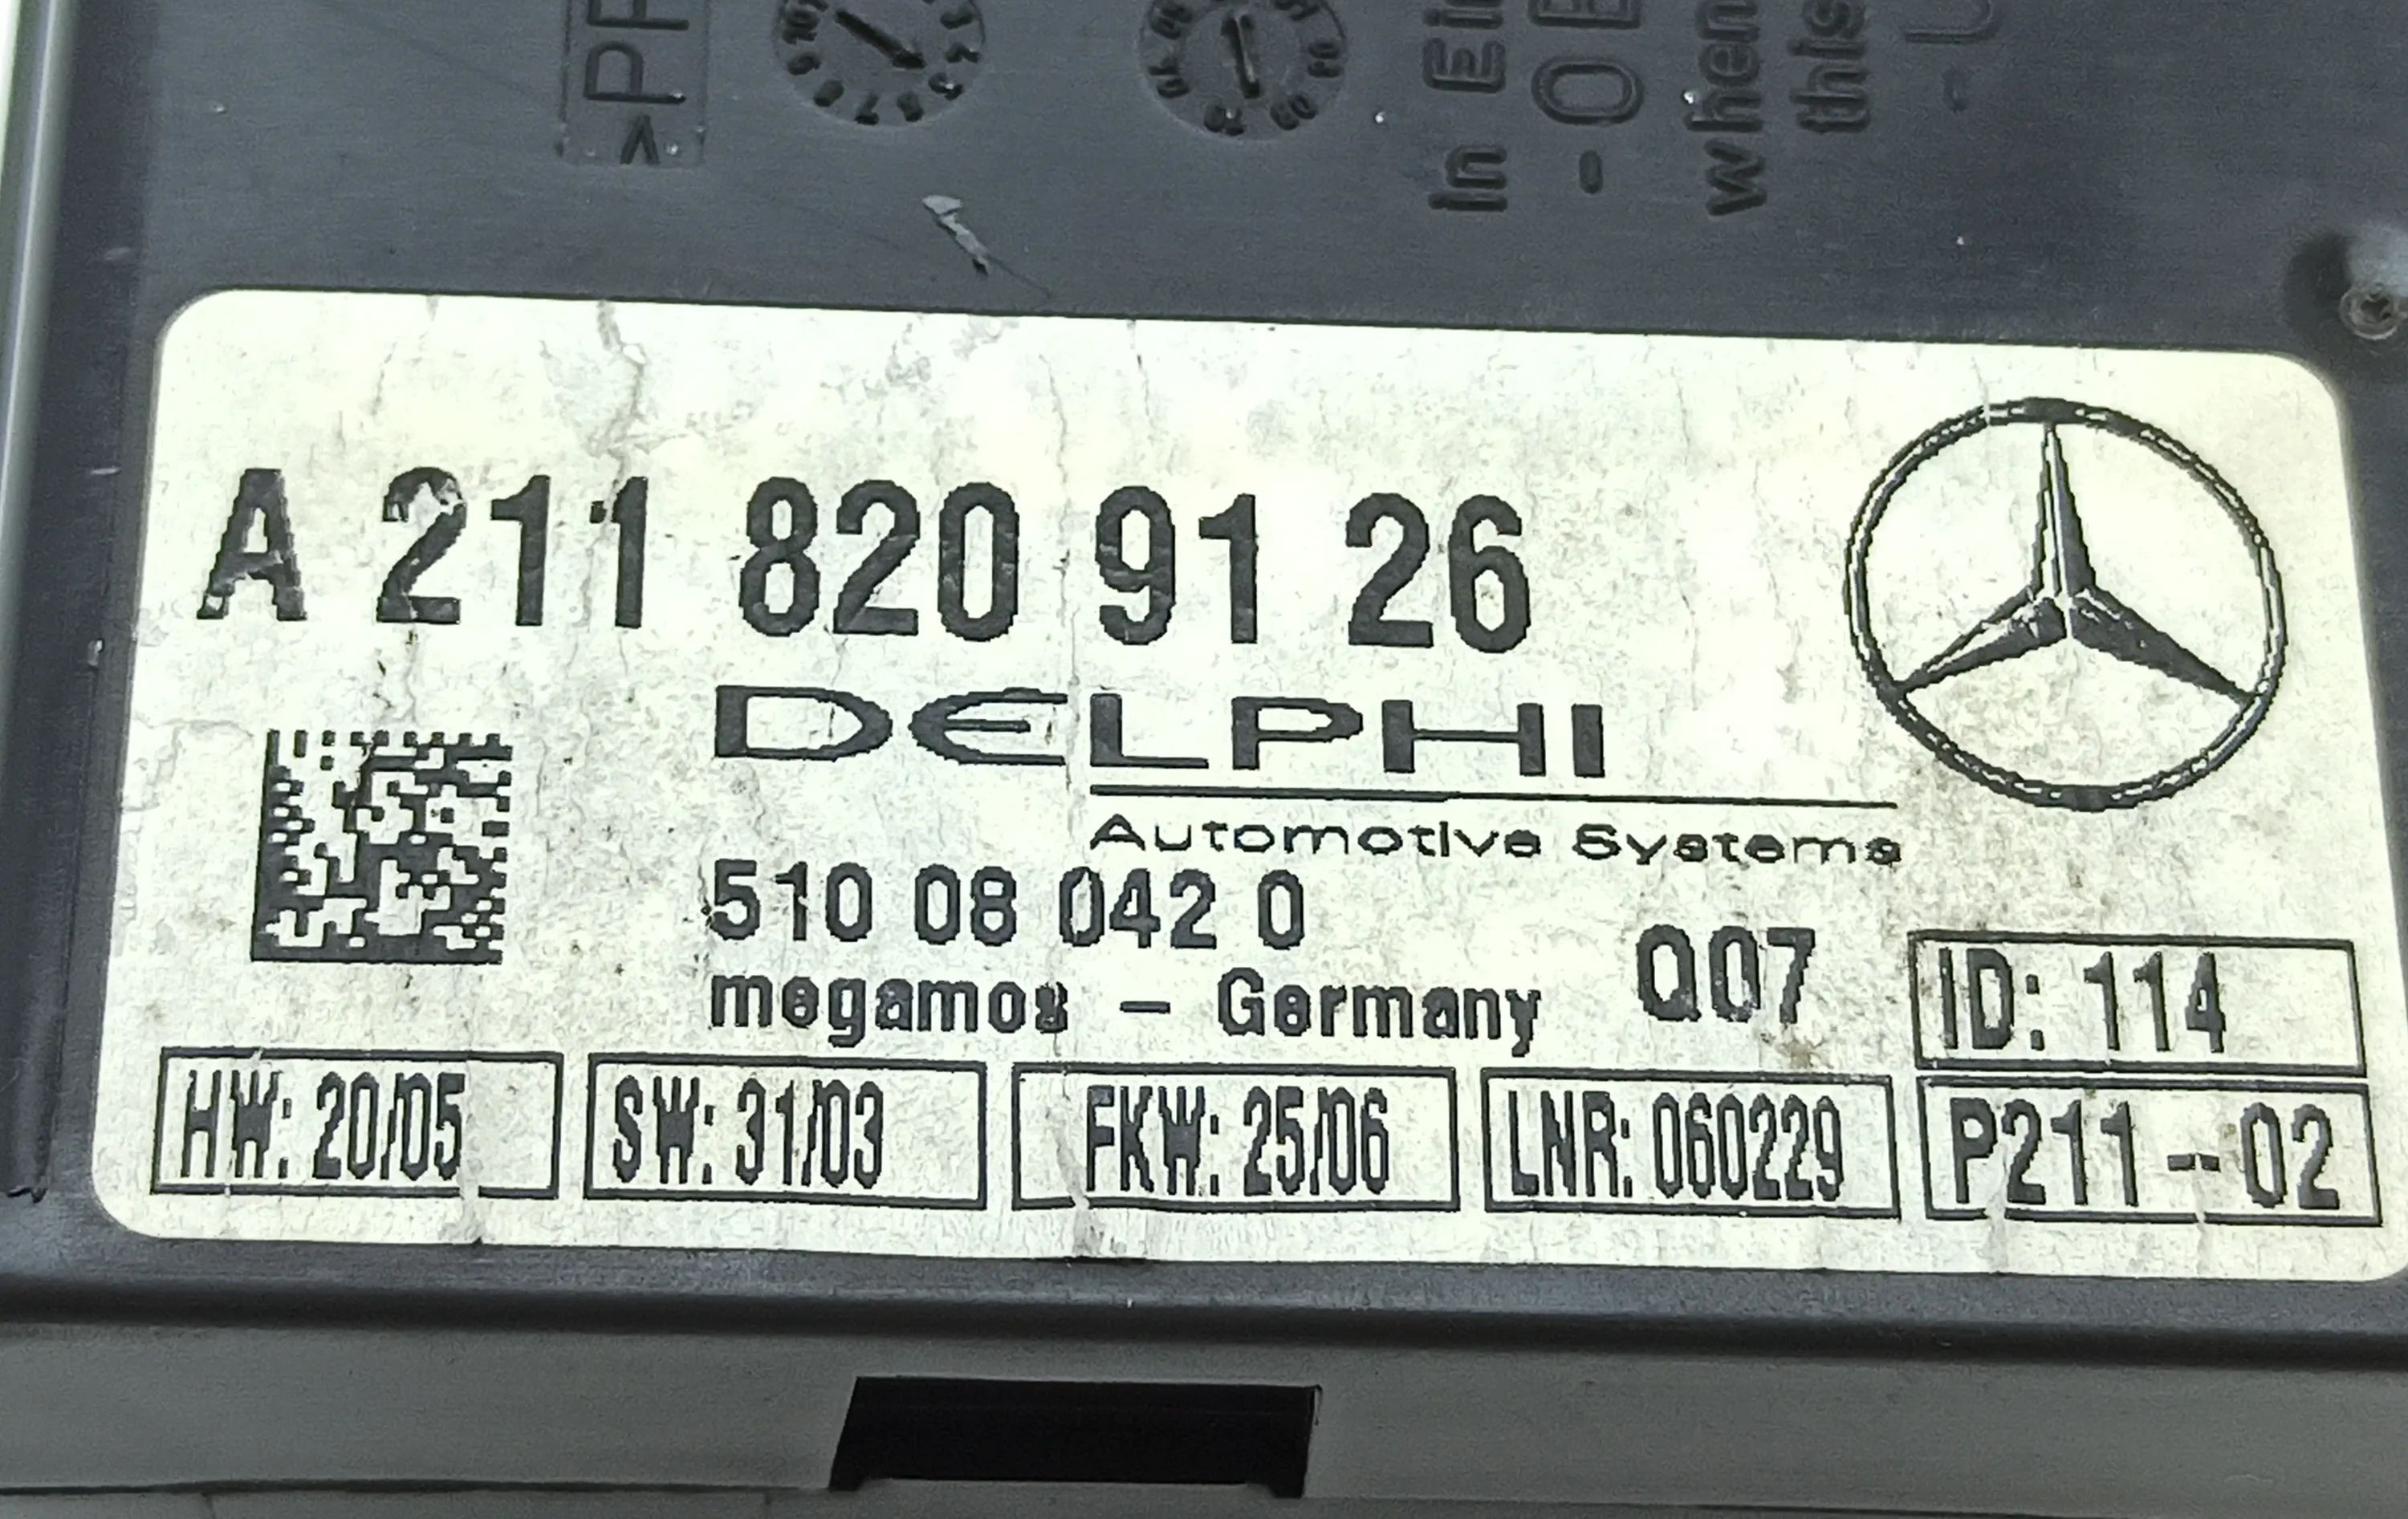 A 211 820 91 26
DELPHI
Automotive Systems
510 08 042 0
megamos – Germany
Q07
ID: 114
HW: 20/05
SW: 31/03
FKW: 25/06
LNR: 060229
P211--02
in
when
this